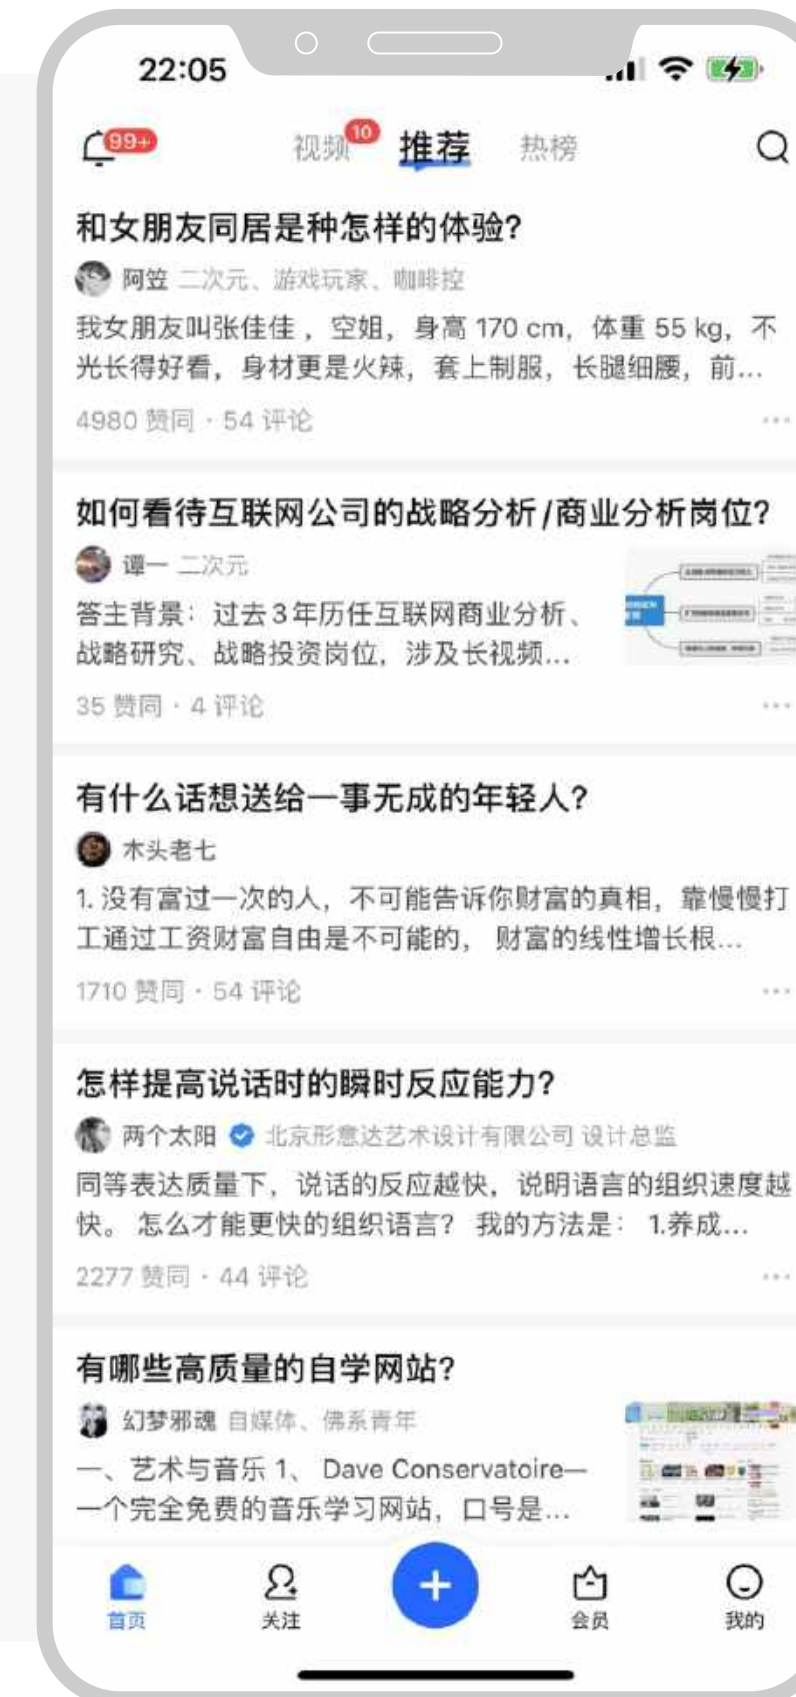 22:05
99+
视频 10 推荐 热榜
和女朋友同居是种怎样的体验?
阿笠 二次元、游戏玩家、咖啡控
我女朋友叫张佳佳 ，空姐，身高 170 cm，体重 55 kg，不
光长得好看，身材更是火辣，套上制服，长腿细腰，前...
4980 赞同 · 54 评论
如何看待互联网公司的战略分析/商业分析岗位?
谭一 二次元
答主背景：过去3年历任互联网商业分析、
战略研究、战略投资岗位，涉及长视频...
35 赞同 · 4 评论
有什么话想送给一事无成的年轻人?
木头老七
1. 没有富过一次的人，不可能告诉你财富的真相，靠慢慢打
工通过工资财富自由是不可能的， 财富的线性增长根...
1710 赞同 · 54 评论
怎样提高说话时的瞬时反应能力?
两个太阳 北京形意达艺术设计有限公司 设计总监
同等表达质量下，说话的反应越快，说明语言的组织速度越
快。 怎么才能更快的组织语言？ 我的方法是： 1.养成...
2277 赞同 · 44 评论
有哪些高质量的自学网站?
幻梦邪魂 自媒体、佛系青年
一、艺术与音乐 1、 Dave Conservatoire—
一个完全免费的音乐学习网站，口号是...
首页 关注 会员 我的